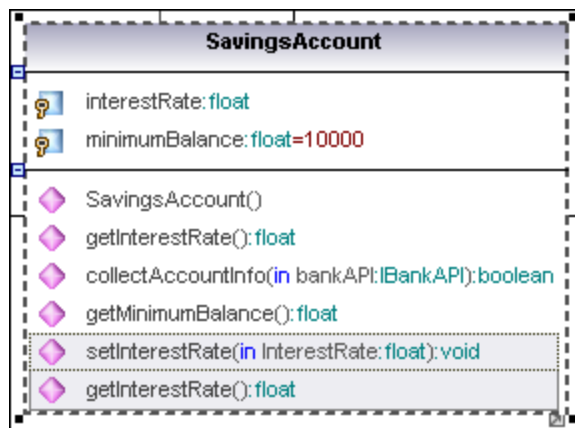 SavingsAccount
interestRate:float
minimumBalance:float=10000
SavingsAccount()
getInterestRate():float
collectAccountInfo(in bankAPI:IBankAPI):boolean
getMinimumBalance():float
setInterestRate(in InterestRate:float):void
getInterestRate():float